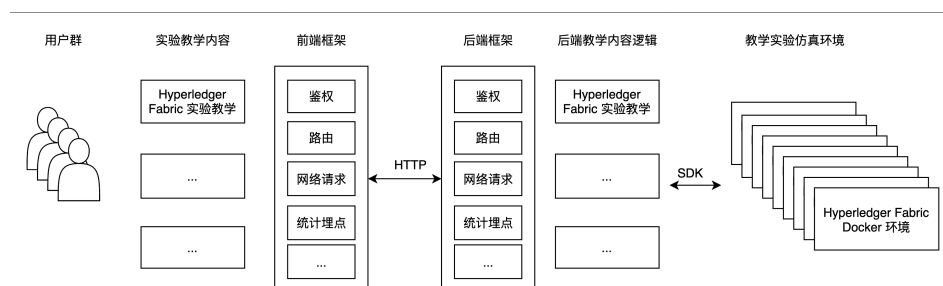 用户群
实验教学内容
前端框架
后端框架
后端教学内容逻辑
教学实验仿真环境
Hyperledger
Fabric 实验教学
...
...
鉴权
路由
网络请求
统计埋点
...
HTTP
鉴权
路由
网络请求
统计埋点
...
Hyperledger
Fabric 实验教学
...
...
SDK
Hyperledger Fabric
Docker 环境